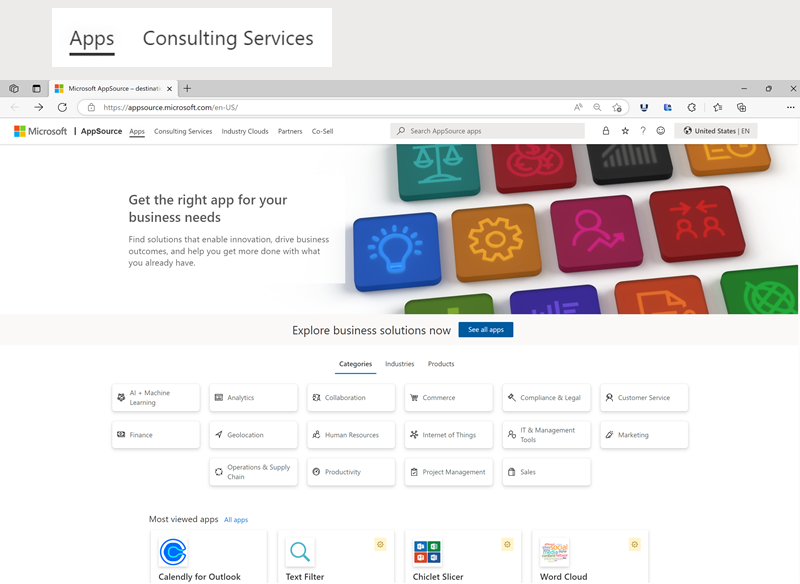 Apps Consulting Services
Microsoft AppSource – destinatio
https://appsource.microsoft.com/en-US/
Microsoft | AppSource Apps Consulting Services Industry Clouds Partners Co-Sell Search AppSource apps United States | EN
Get the right app for your
business needs
Find solutions that enable innovation, drive business
outcomes, and help you get more done with what
you already have.
Explore business solutions now See all apps
Categories Industries Products
AI + Machine
Learning
Analytics
Collaboration
Commerce
Compliance & Legal
Customer Service
Finance
Geolocation
Human Resources
Internet of Things
IT & Management
Tools
Marketing
Operations & Supply
Chain
Productivity
Project Management
Sales
Most viewed apps All apps
Calendly for Outlook
Text Filter
Chiclet Slicer
social
media
Word Cloud